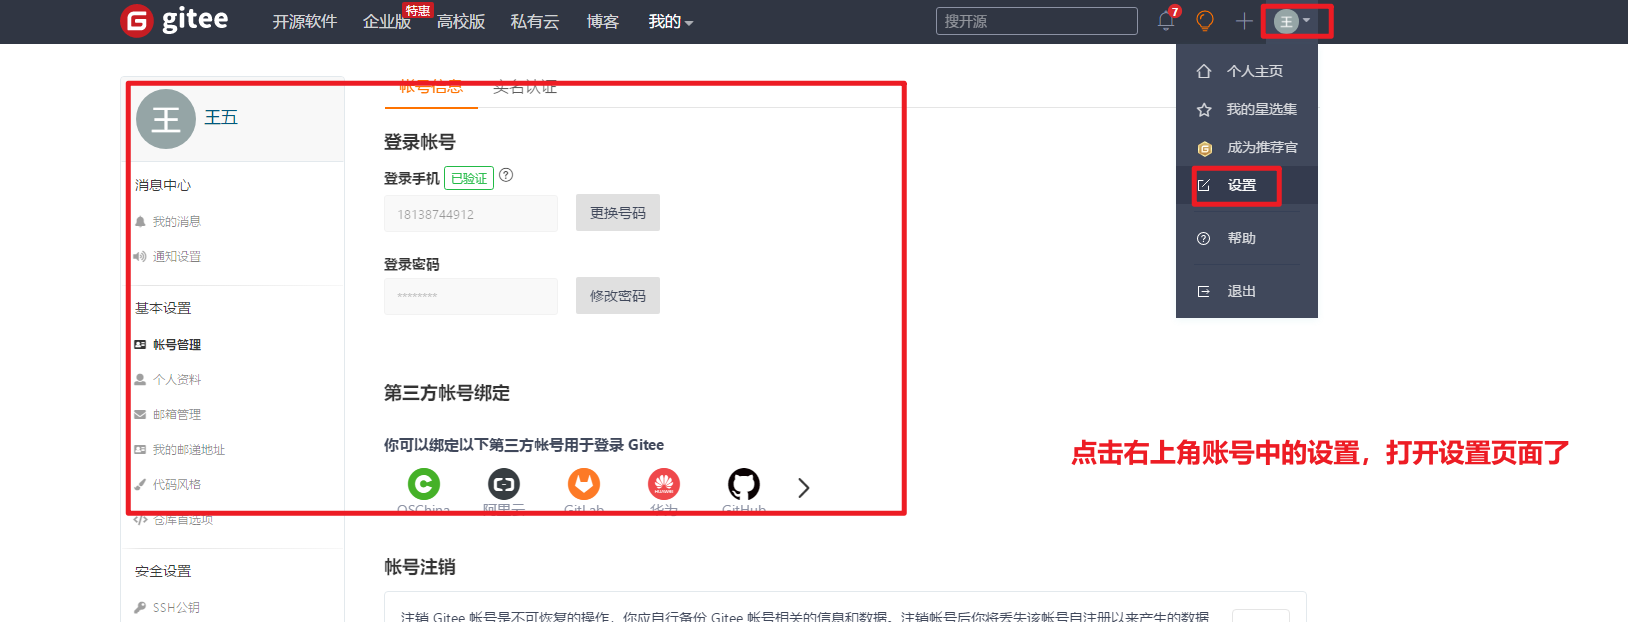 gitee
开源软件
企业版
特惠
高校版
私有云
博客
我的
搜开源
7
王
个人主页
我的星选集
成为推荐官
设置
帮助
退出
王
王五
消息中心
我的消息
通知设置
基本设置
帐号管理
个人资料
邮箱管理
我的邮递地址
代码风格
仓库首选项
安全设置
SSH公钥
帐号信息
实名认证
登录帐号
登录手机 已验证
18138744912
更换号码
登录密码
********
修改密码
第三方帐号绑定
你可以绑定以下第三方帐号用于登录 Gitee
HUAWEI
OSChina
阿里云
GitLab
华为
GitHub
帐号注销
注销 Gitee 帐号是不可恢复的操作，你应自行备份 Gitee 帐号相关的信息和数据。注销帐号后你将丢失该帐号自注册以来产生的数据
点击右上角账号中的设置，打开设置页面了